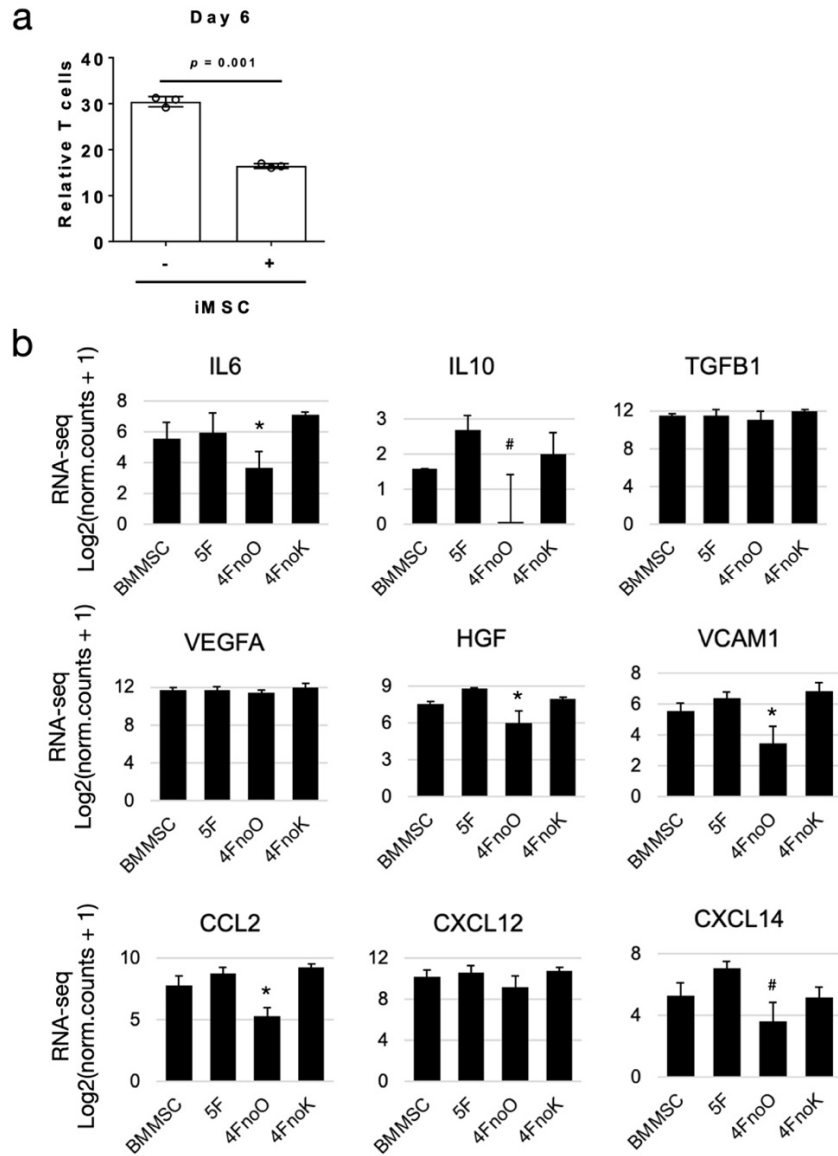 a
Day 6
p = 0.001
Relative T cells
40
30
20
10
0
- +
iMSC
b
RNA-seq
Log2(norm.counts + 1)
IL6
8
6
4
2
0
*
BMMSC 5F 4FnoO 4FnoK
IL10
3
2
1
0
#
BMMSC 5F 4FnoO 4FnoK
TGFB1
12
8
4
0
BMMSC 5F 4FnoO 4FnoK
RNA-seq
Log2(norm.counts + 1)
VEGFA
12
8
4
0
BMMSC 5F 4FnoO 4FnoK
HGF
9
6
3
0
*
BMMSC 5F 4FnoO 4FnoK
VCAM1
8
6
4
2
0
*
BMMSC 5F 4FnoO 4FnoK
RNA-seq
Log2(norm.counts + 1)
CCL2
10
5
0
*
BMMSC 5F 4FnoO 4FnoK
CXCL12
12
8
4
0
BMMSC 5F 4FnoO 4FnoK
CXCL14
8
4
0
#
BMMSC 5F 4FnoO 4FnoK